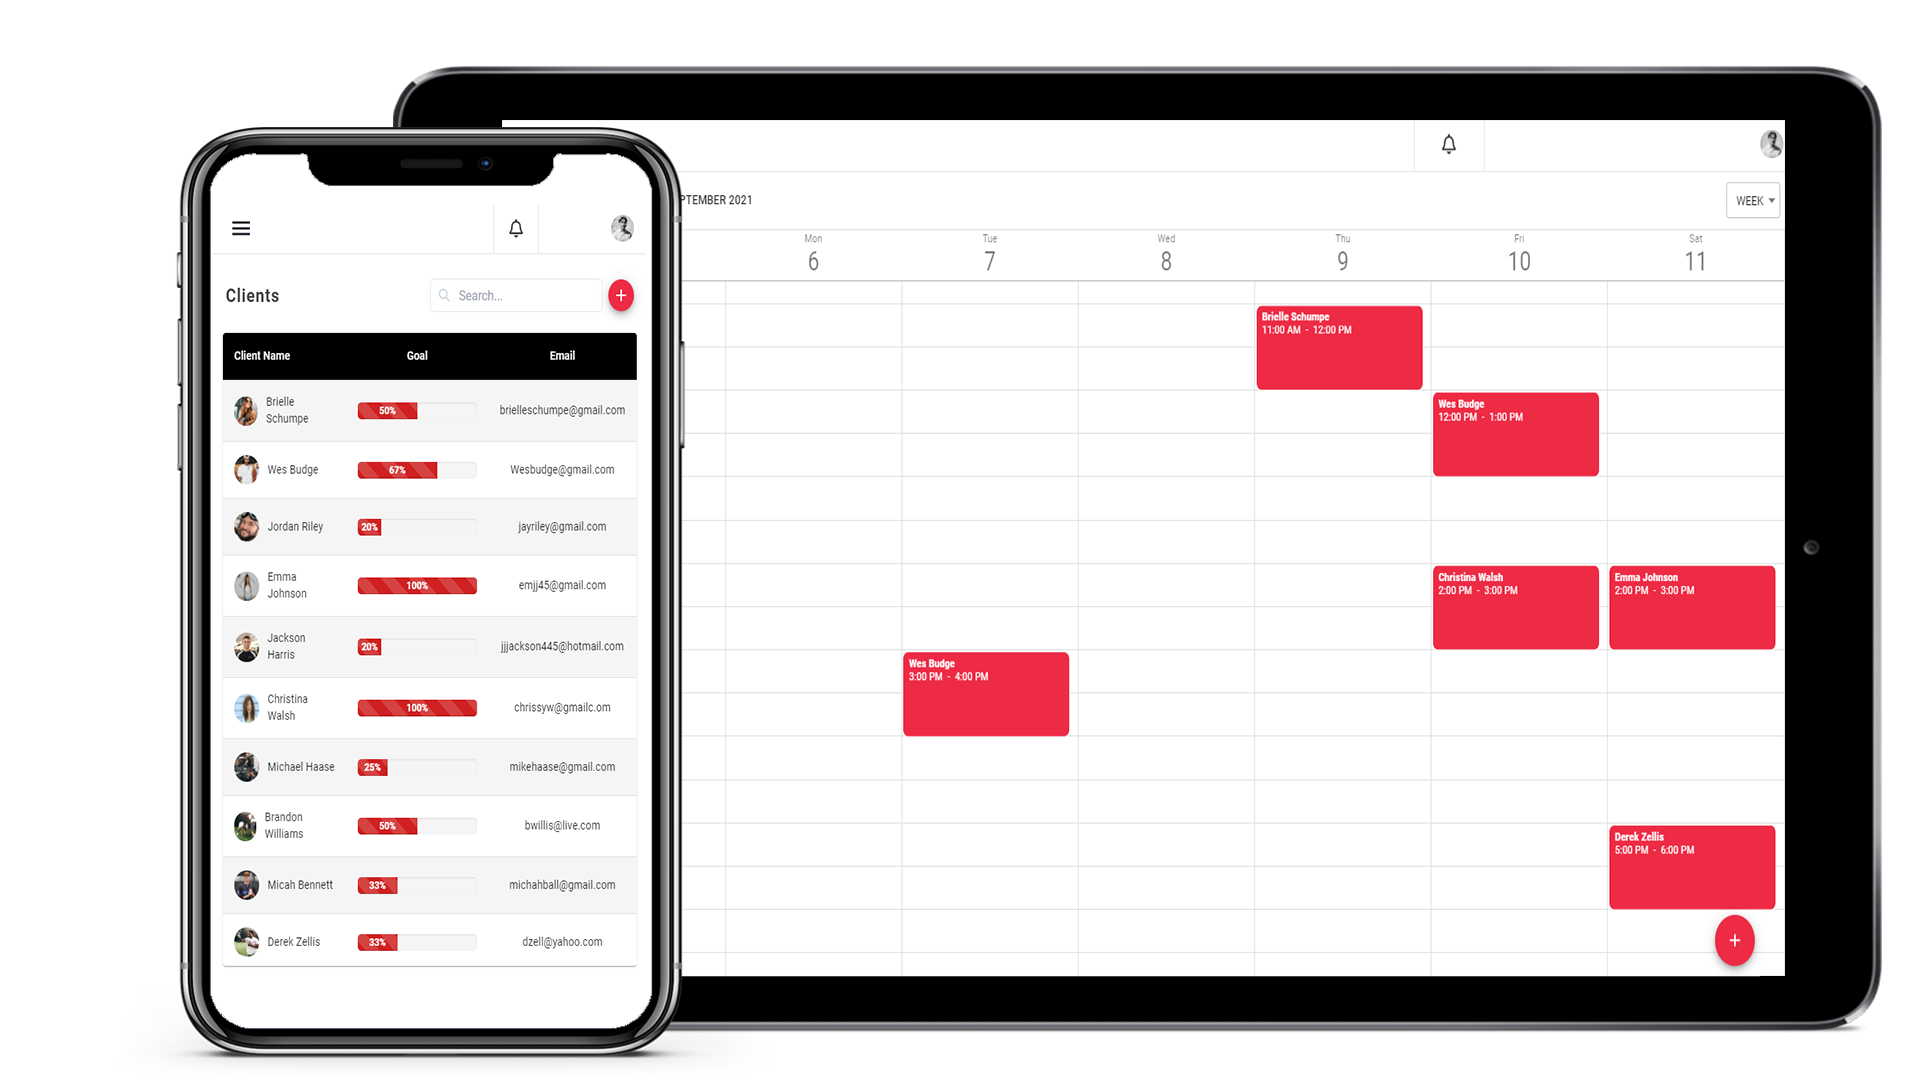 Clients
Search...
+
Client Name Goal Email
Brielle
Schumpe
50%
brielleschumpe@gmail.com
Wes Budge 67% Wesbudge@gmail.com
Jordan Riley 20% jayriley@gmail.com
Emma
Johnson
100%
emjj45@gmail.com
Jackson
Harris
20%
jjjackson445@hotmail.com
Christina
Walsh
100%
chrissyw@gmailc.om
Michael Haase 25% mikehaase@gmail.com
Brandon
Williams
50%
bwillis@live.com
Micah Bennett 33% michahball@gmail.com
Derek Zellis 33% dzell@yahoo.com
PTEMBER 2021
WEEK
Mon Tue Wed Thu Fri Sat
6 7 8 9 10 11
Brielle Schumpe
11:00 AM - 12:00 PM
Wes Budge
12:00 PM - 1:00 PM
Christina Walsh
2:00 PM - 3:00 PM
Emma Johnson
2:00 PM - 3:00 PM
Wes Budge
3:00 PM - 4:00 PM
Derek Zellis
5:00 PM - 6:00 PM
+